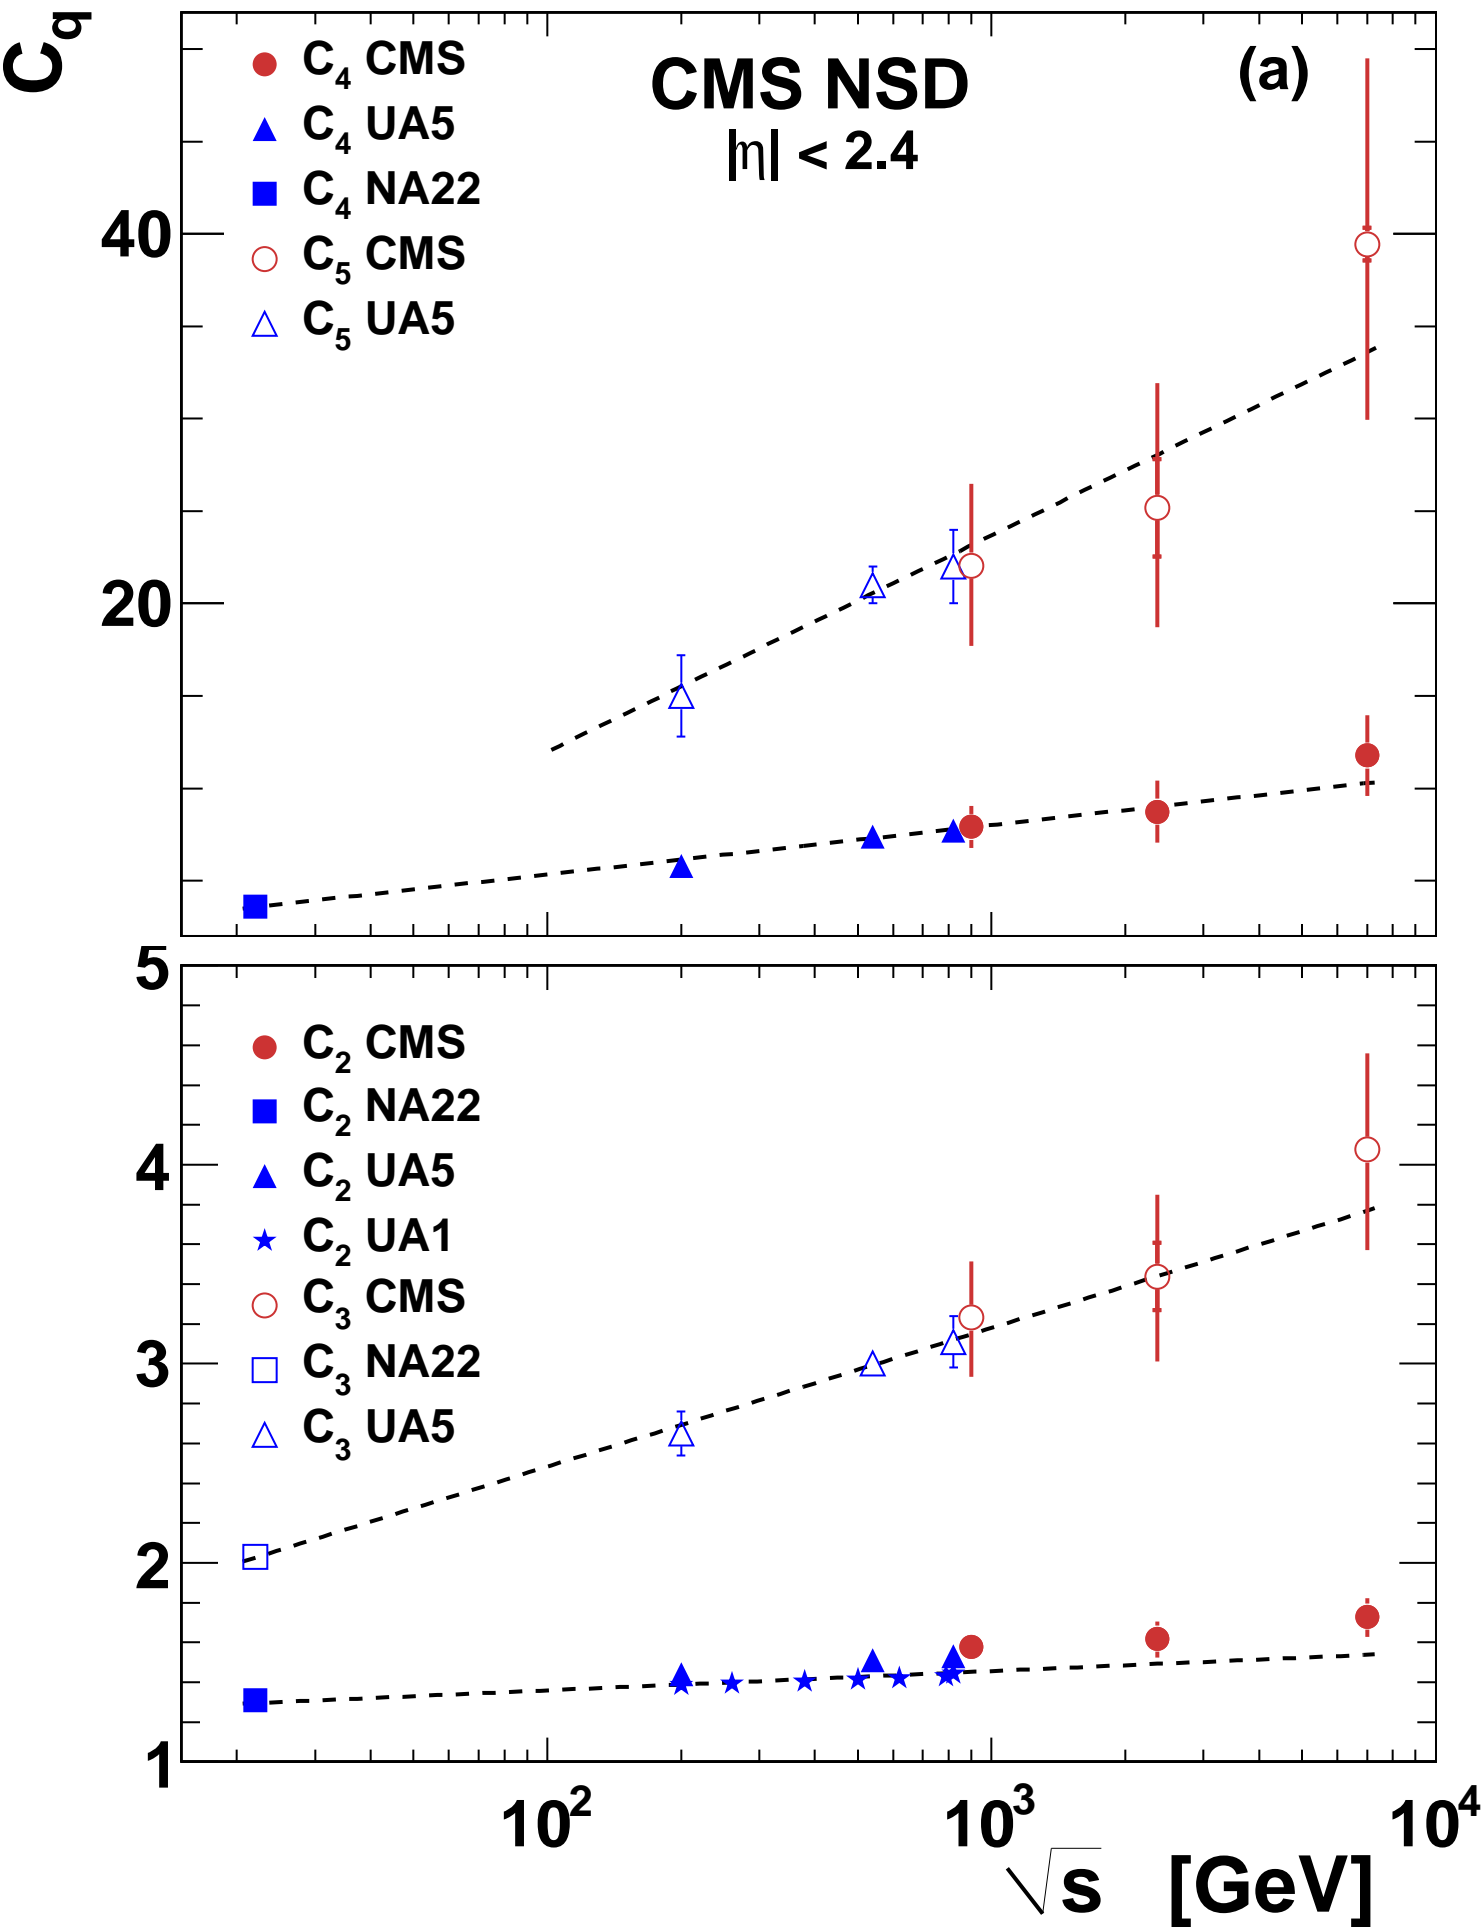 C_q
C_4 CMS
C_4 UA5
C_4 NA22
C_5 CMS
C_5 UA5
CMS NSD
|η| < 2.4
(a)
40
20
5
4
3
2
1
C_2 CMS
C_2 NA22
C_2 UA5
C_2 UA1
C_3 CMS
C_3 NA22
C_3 UA5
10^2
10^3
10^4
√s [GeV]